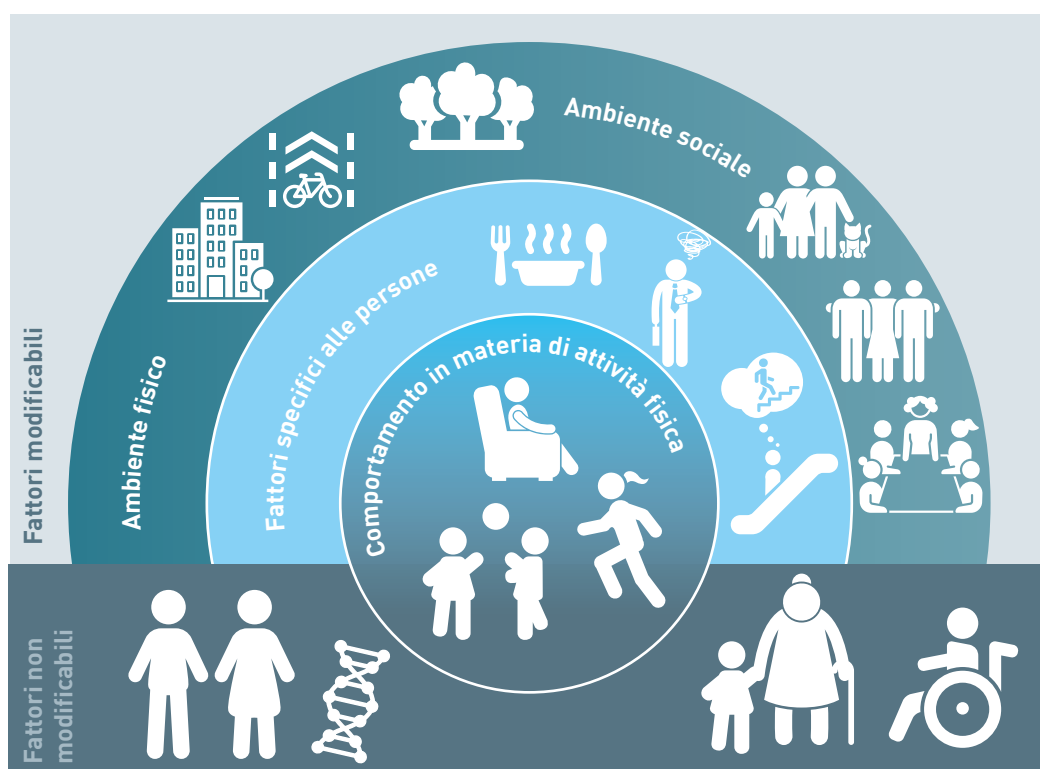 Ambiente sociale
Ambiente fisico
Fattori specifici alle persone
Comportamento in materia di attività fisica
Fattori modificabili
Fattori non
modificabili